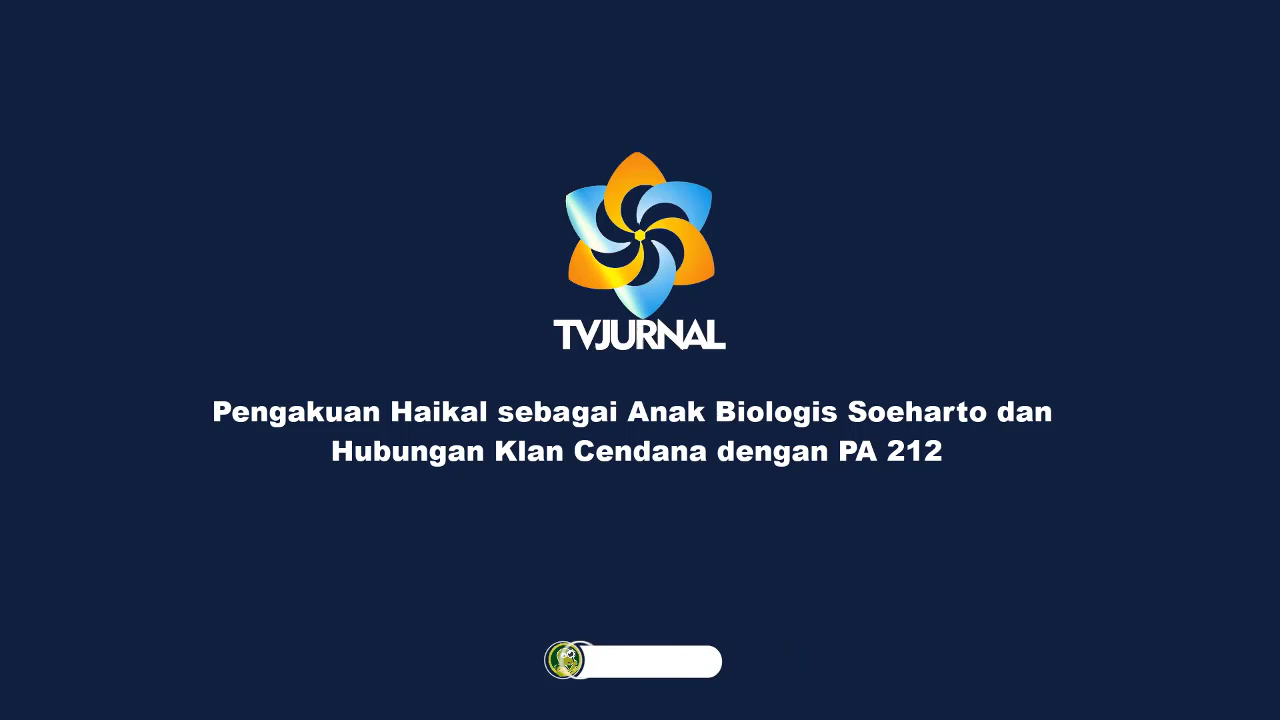 TVJURNAL
Pengakuan Haikal sebagai Anak Biologis Soeharto dan
Hubungan Klan Cendana dengan PA 212